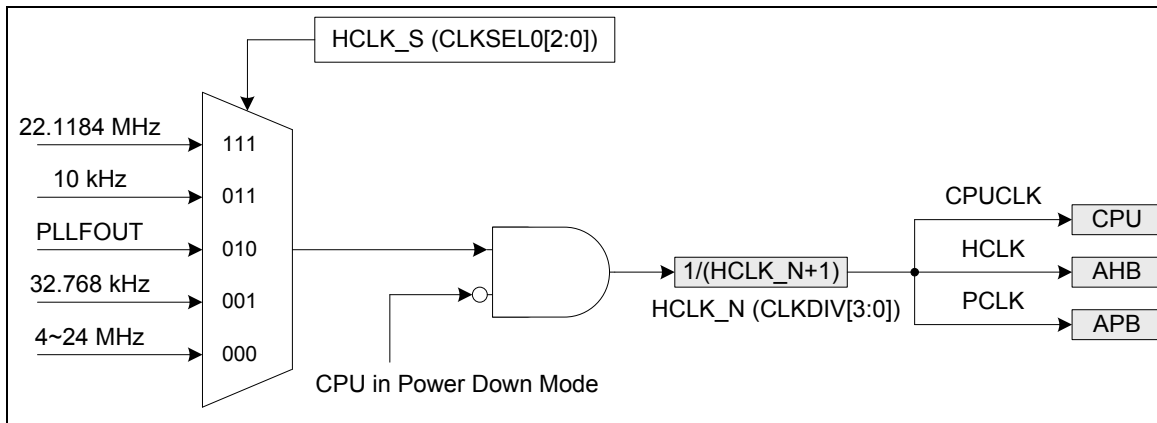 HCLK_S (CLKSEL0[2:0])
22.1184 MHz
111
10 kHz
011
PLLFOUT
010
32.768 kHz
001
4~24 MHz
000
CPU in Power Down Mode
1/(HCLK_N+1)
HCLK_N (CLKDIV[3:0])
CPUCLK
CPU
HCLK
AHB
PCLK
APB